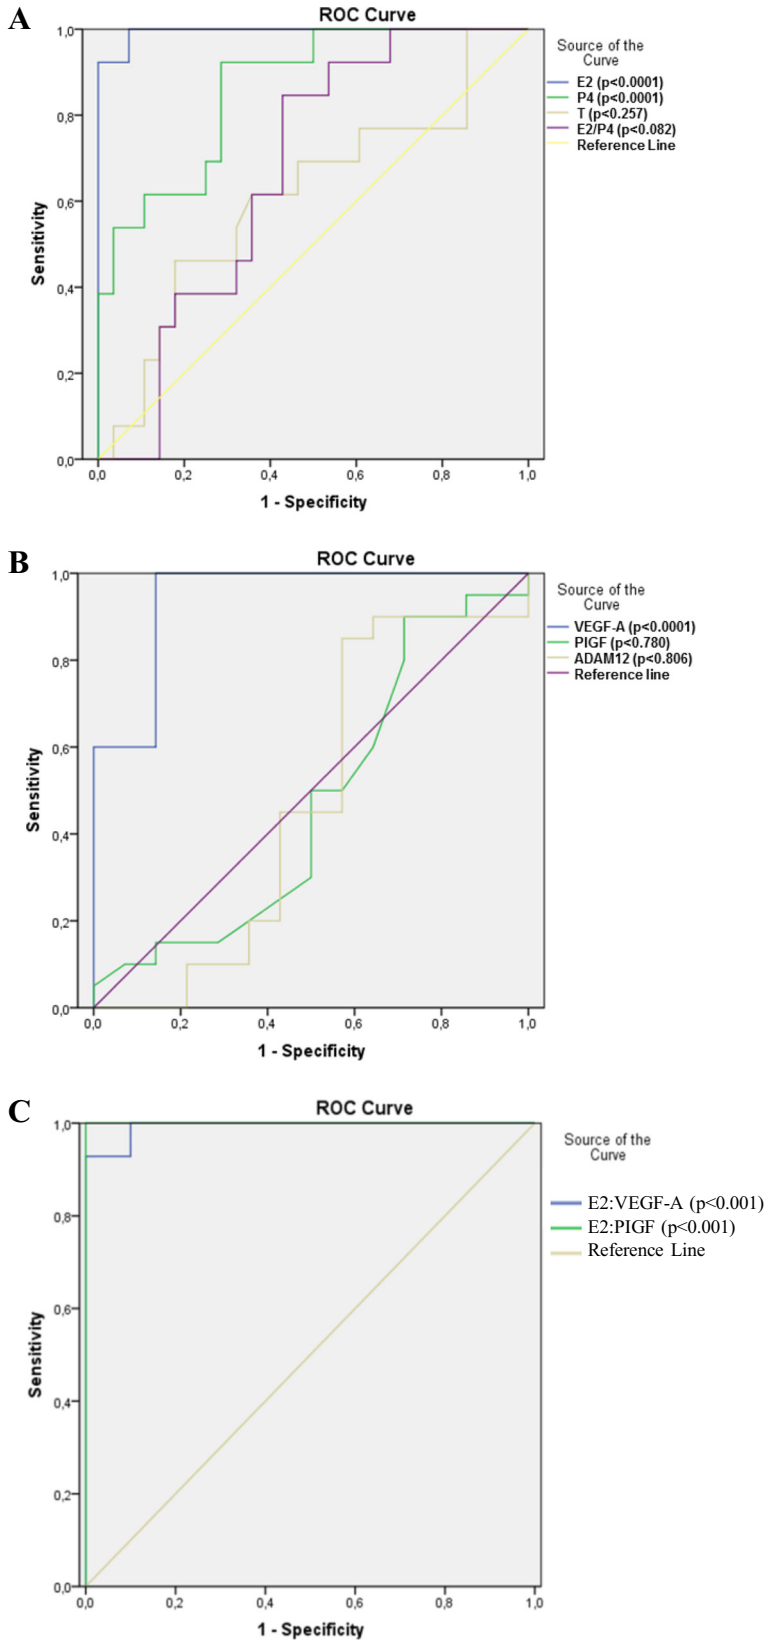 A
ROC Curve
Source of the
Curve
E2 (p<0.0001)
P4 (p<0.0001)
T (p<0.257)
E2/P4 (p<0.082)
Reference Line
Sensitivity
1,0
0,8
0,6
0,4
0,2
0,0
0,0 0,2 0,4 0,6 0,8 1,0
1 - Specificity
B
ROC Curve
Source of the
Curve
VEGF-A (p<0.0001)
PIGF (p<0.780)
ADAM12 (p<0.806)
Reference line
Sensitivity
1,0
0,8
0,6
0,4
0,2
0,0
0,0 0,2 0,4 0,6 0,8 1,0
1 - Specificity
C
ROC Curve
Source of the
Curve
E2:VEGF-A (p<0.001)
E2:PIGF (p<0.001)
Reference Line
Sensitivity
1,0
0,8
0,6
0,4
0,2
0,0
0,0 0,2 0,4 0,6 0,8 1,0
1 - Specificity